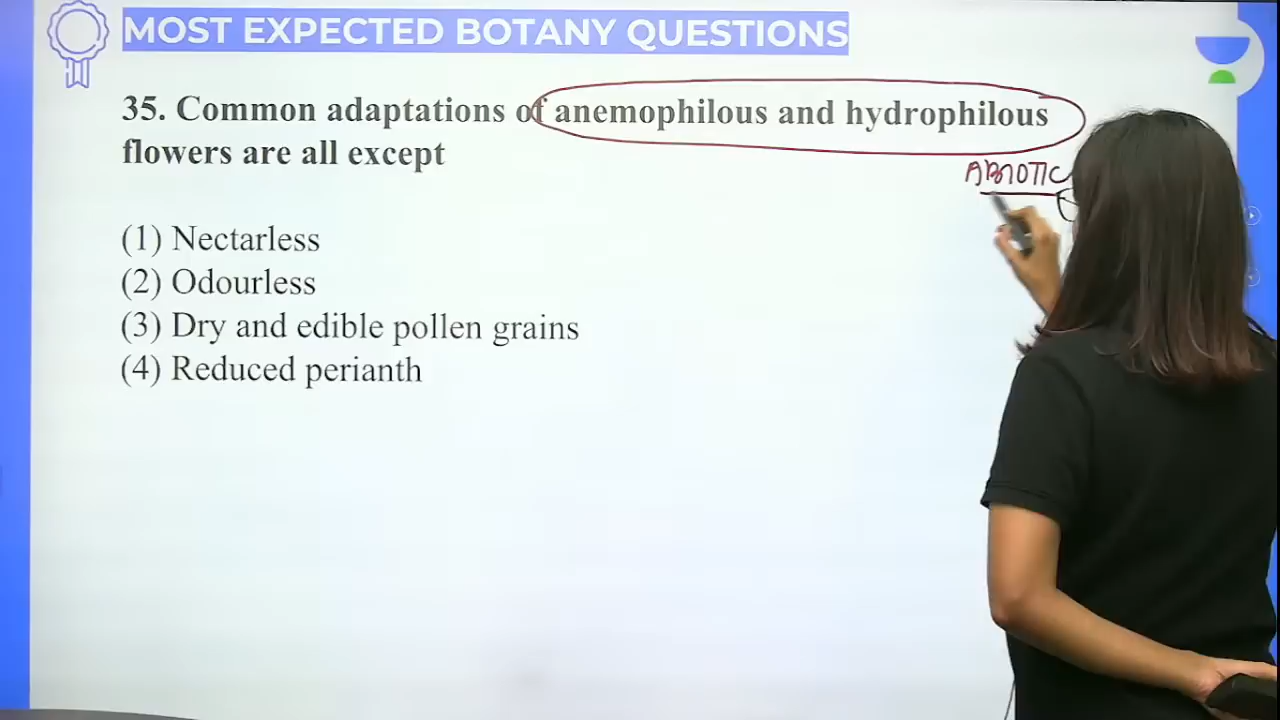 MOST EXPECTED BOTANY QUESTIONS
35. Common adaptations of anemophilous and hydrophilous
flowers are all except
ABIOTIC
(1) Nectarless
(2) Odourless
(3) Dry and edible pollen grains
(4) Reduced perianth